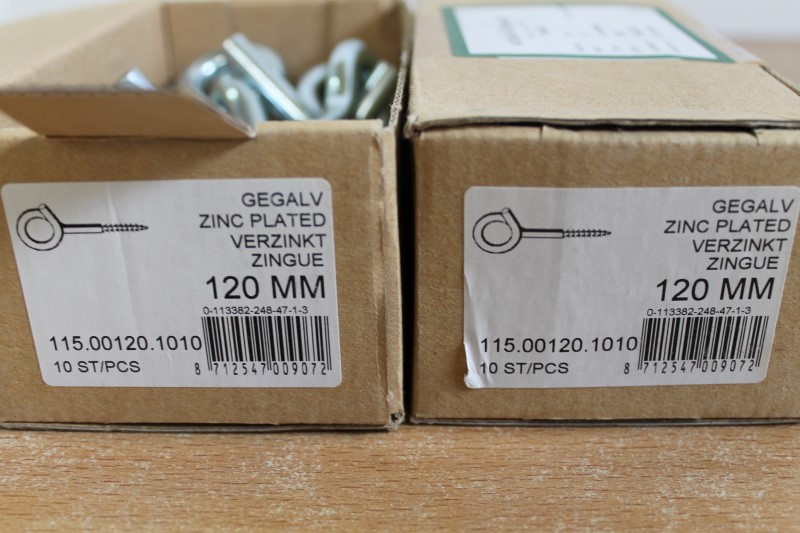 GEGALV
ZINC PLATED
VERZINKT
ZINGUE
120 MM
0-113382-248-47-1-3
115.00120.1010
10 ST/PCS
8 712547 009072
GEGALV
ZINC PLATED
VERZINKT
ZINGUE
120 MM
0-113382-248-47-1-3
115.00120.1010
10 ST/PCS
8 712547 009072